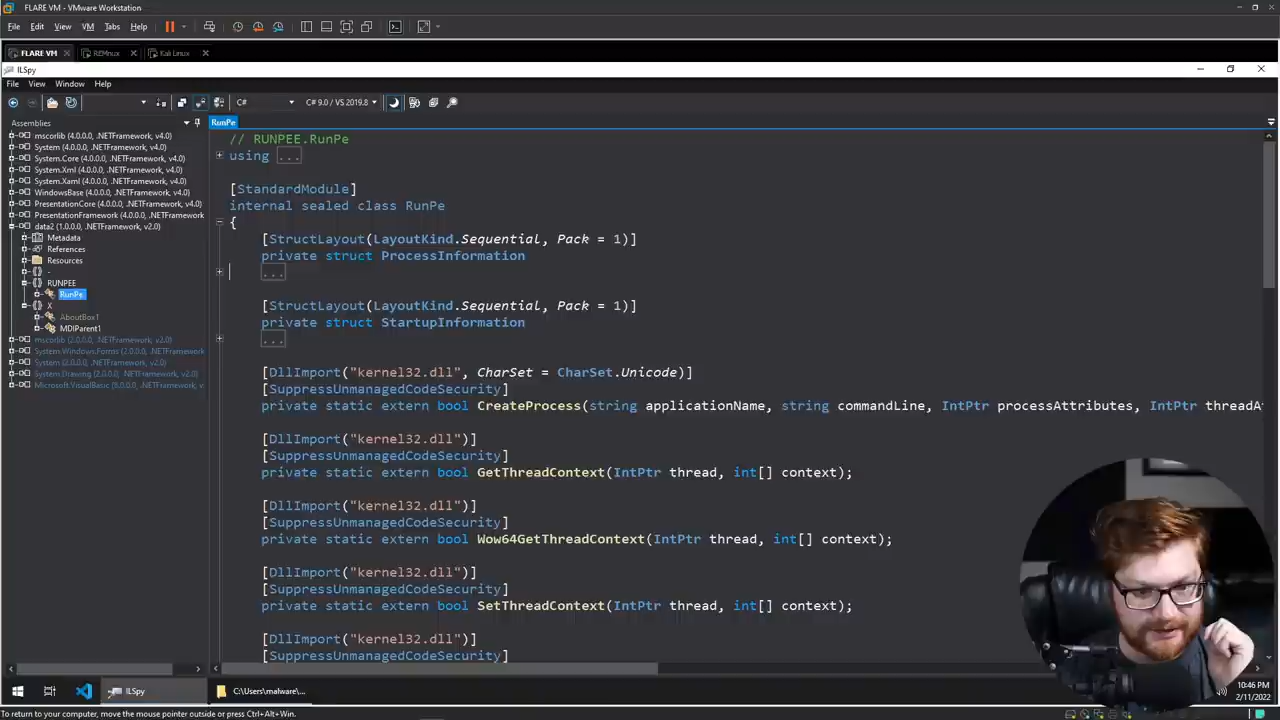 FLARE VM - VMware Workstation
File Edit View VM Tabs Help
FLARE VM REMnux Kali Linux
ILSpy
File View Window Help
C# C# 9.0 / VS 2019.8
Assemblies
RunPe
mscorlib (4.0.0.0, .NETFramework, v4.0)
System (4.0.0.0, .NETFramework, v4.0)
System.Core (4.0.0.0, .NETFramework, v4.0)
System.Xml (4.0.0.0, .NETFramework, v4.0)
System.Xaml (4.0.0.0, .NETFramework, v4.0)
WindowsBase (4.0.0.0, .NETFramework, v4.0)
PresentationCore (4.0.0.0, .NETFramework, v4.0)
PresentationFramework (4.0.0.0, .NETFramework
data2 (1.0.0.0, .NETFramework, v2.0)
Metadata
References
Resources
-
RUNPEE
RunPe
X
AboutBox1
MDIParent1
mscorlib (2.0.0.0, .NETFramework, v2.0)
System.Windows.Forms (2.0.0.0, .NETFramework
System (2.0.0.0, .NETFramework, v2.0)
System.Drawing (2.0.0.0, .NETFramework, v2.0)
Microsoft.VisualBasic (8.0.0.0, .NETFramework, v.
// RUNPEE.RunPe
using ...
[StandardModule]
internal sealed class RunPe
{
[StructLayout(LayoutKind.Sequential, Pack = 1)]
private struct ProcessInformation
...
[StructLayout(LayoutKind.Sequential, Pack = 1)]
private struct StartupInformation
...
[DllImport("kernel32.dll", CharSet = CharSet.Unicode)]
[SuppressUnmanagedCodeSecurity]
private static extern bool CreateProcess(string applicationName, string commandLine, IntPtr processAttributes, IntPtr threadAt
[DllImport("kernel32.dll")]
[SuppressUnmanagedCodeSecurity]
private static extern bool GetThreadContext(IntPtr thread, int[] context);
[DllImport("kernel32.dll")]
[SuppressUnmanagedCodeSecurity]
private static extern bool Wow64GetThreadContext(IntPtr thread, int[] context);
[DllImport("kernel32.dll")]
[SuppressUnmanagedCodeSecurity]
private static extern bool SetThreadContext(IntPtr thread, int[] context);
[DllImport("kernel32.dll")]
[SuppressUnmanagedCodeSecurity]
ILSpy C:\Users\malware\...
10:46 PM
2/11/2022
To return to your computer, move the mouse pointer outside or press Ctrl+Alt+